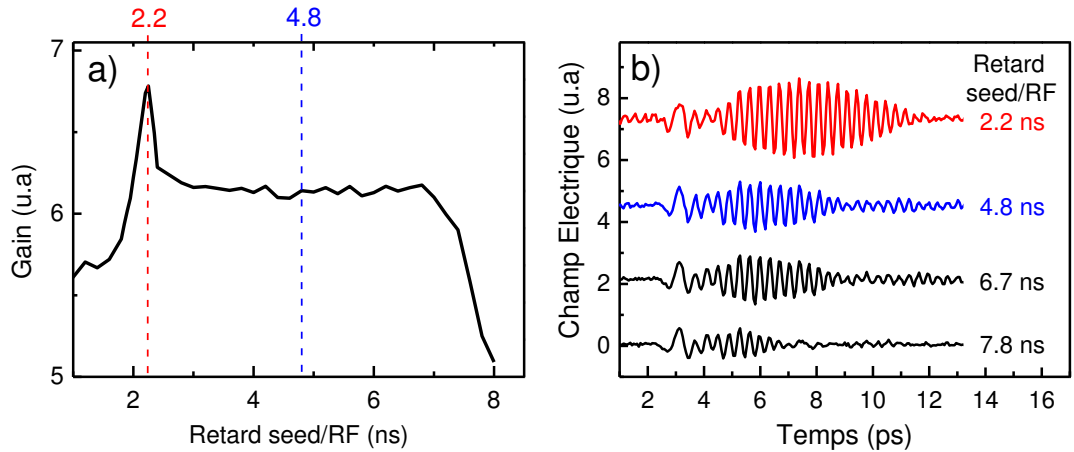 2.2
4.8
a)
7
6
5
Gain (u.a)
2
4
6
8
Retard seed/RF (ns)
b)
Retard
seed/RF
2.2 ns
4.8 ns
6.7 ns
7.8 ns
8
6
4
2
0
Champ Electrique (u.a)
2
4
6
8
10
12
14
16
Temps (ps)